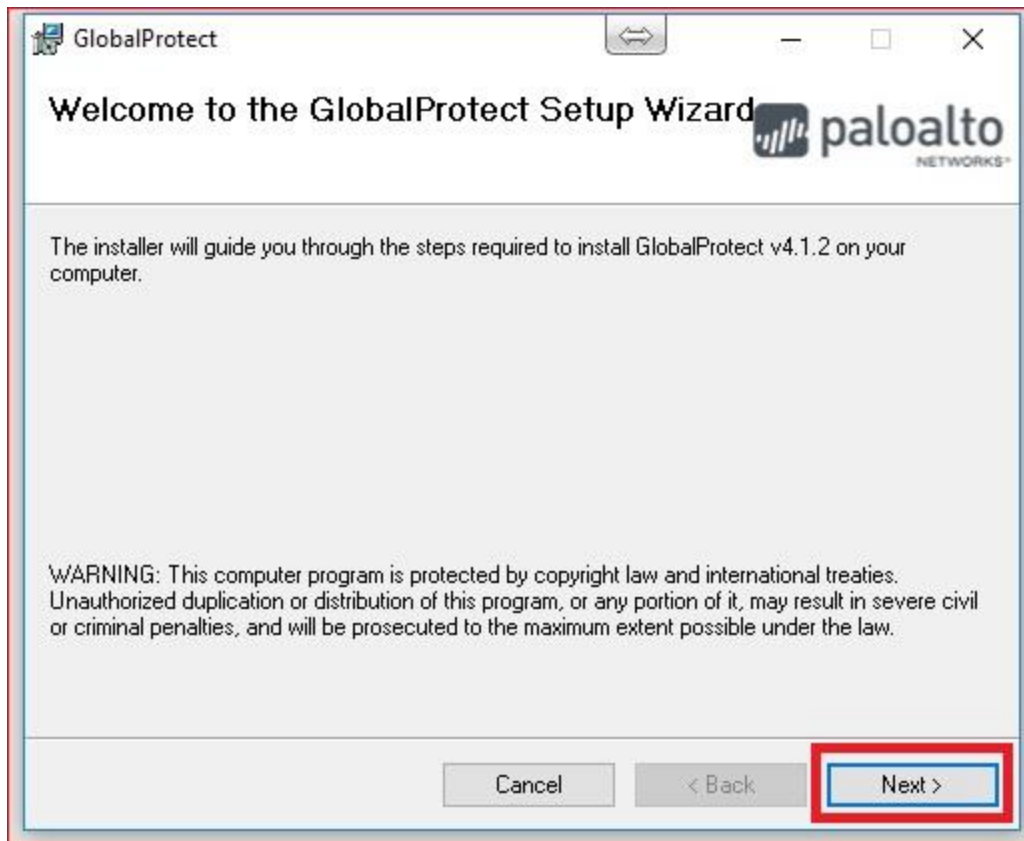 GlobalProtect
Welcome to the GlobalProtect Setup Wizard
paloalto
NETWORKS
The installer will guide you through the steps required to install GlobalProtect v4.1.2 on your
computer.
WARNING: This computer program is protected by copyright law and international treaties.
Unauthorized duplication or distribution of this program, or any portion of it, may result in severe civil
or criminal penalties, and will be prosecuted to the maximum extent possible under the law.
Cancel
< Back
Next >